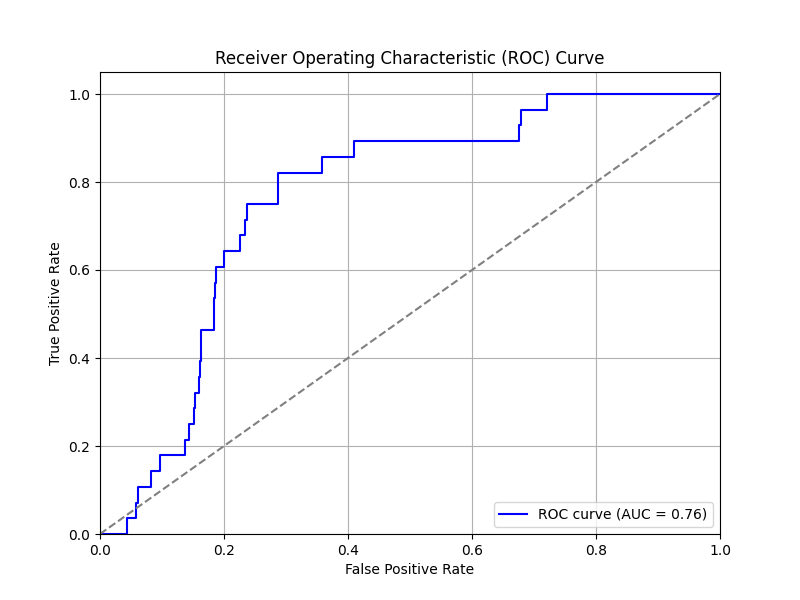 Receiver Operating Characteristic (ROC) Curve
1.0
0.8
0.6
0.4
0.2
0.0
True Positive Rate
ROC curve (AUC = 0.76)
0.0 0.2 0.4 0.6 0.8 1.0
False Positive Rate